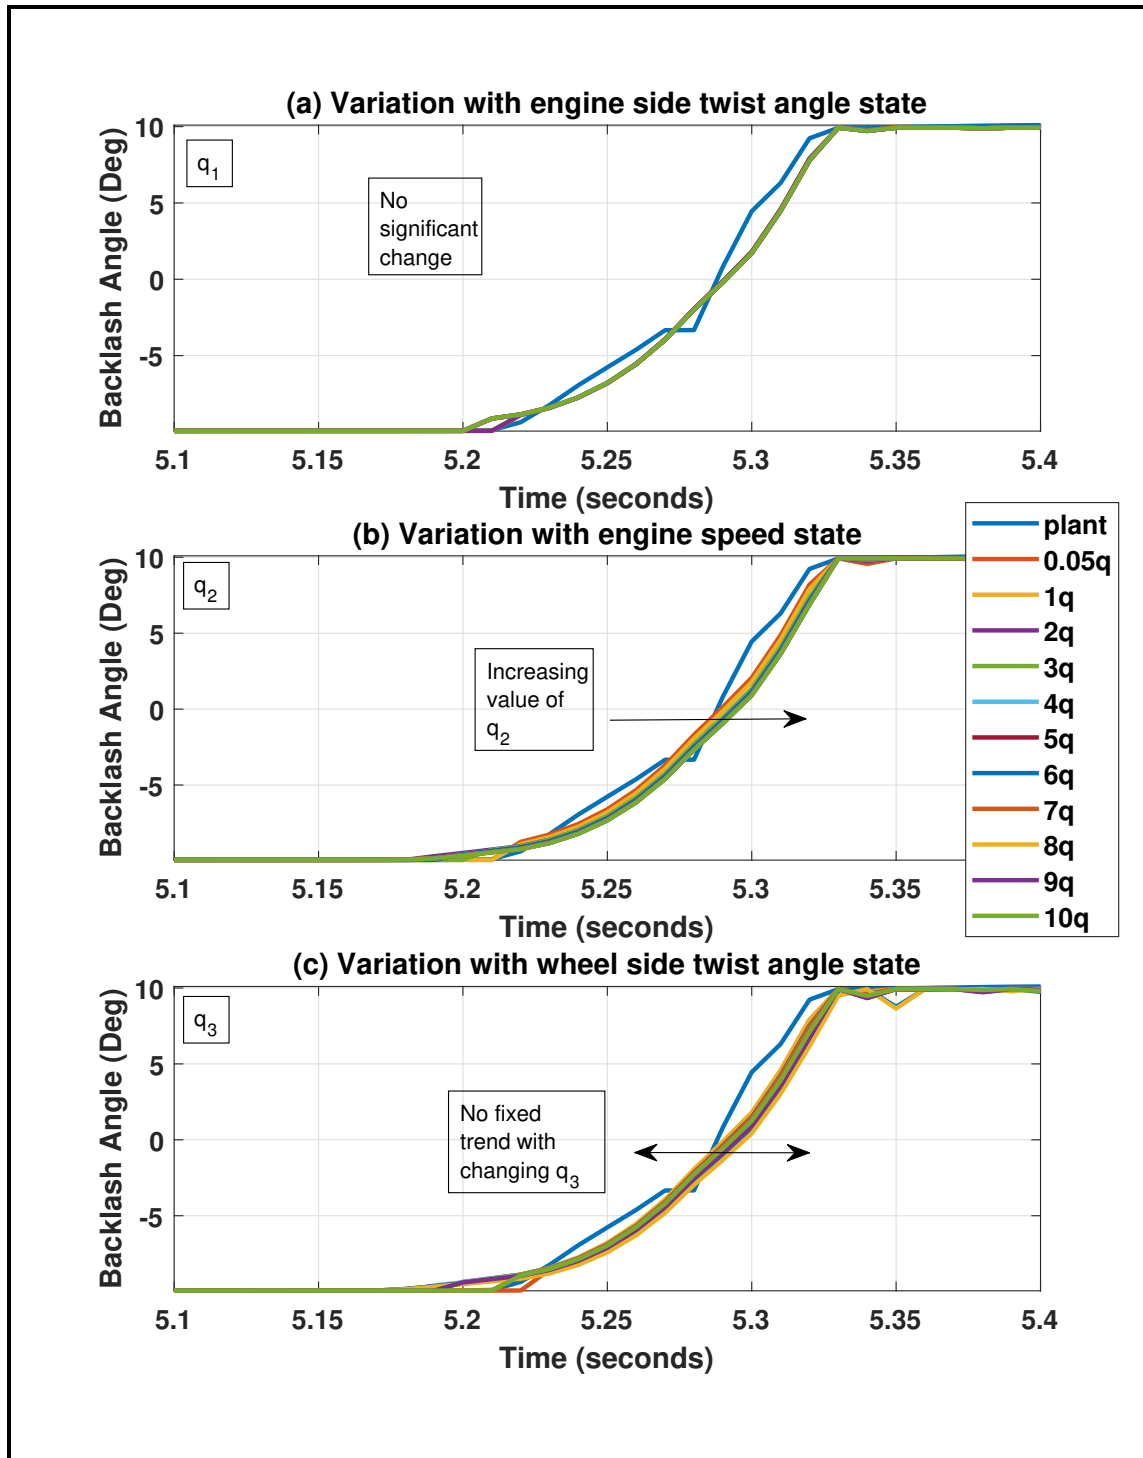 (a) Variation with engine side twist angle state
10
5
0
-5
q1
No
significant
change
Backlash Angle (Deg)
5.1 5.15 5.2 5.25 5.3 5.35 5.4
Time (seconds)
(b) Variation with engine speed state
10
5
0
-5
q2
Increasing
value of
q2
Backlash Angle (Deg)
5.1 5.15 5.2 5.25 5.3 5.35
Time (seconds)
plant
0.05q
1q
2q
3q
4q
5q
6q
7q
8q
9q
10q
(c) Variation with wheel side twist angle state
10
5
0
-5
q3
No fixed
trend with
changing q3
Backlash Angle (Deg)
5.1 5.15 5.2 5.25 5.3 5.35 5.4
Time (seconds)